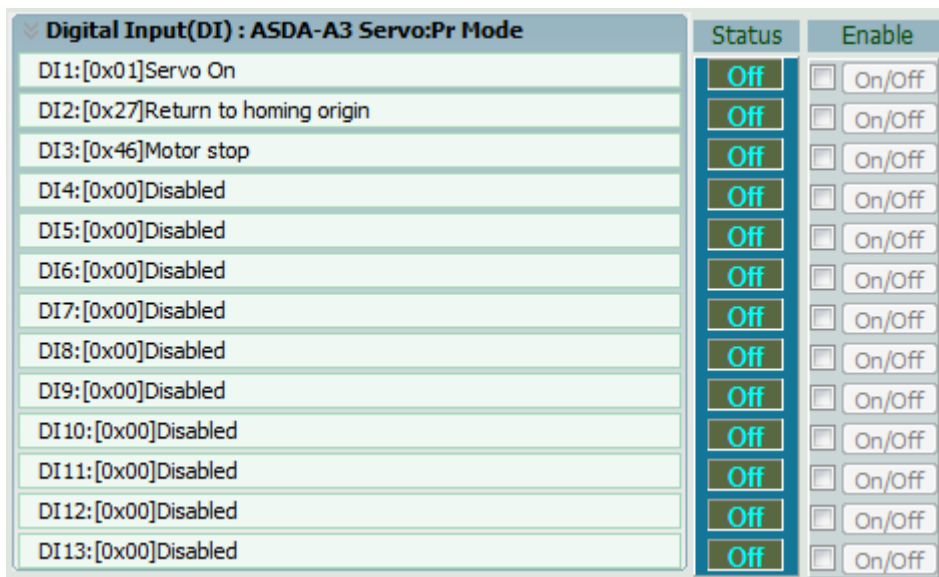 Digital Input(DI) : ASDA-A3 Servo:Pr Mode Status Enable
DI1:[0x01]Servo On Off On/Off
DI2:[0x27]Return to homing origin Off On/Off
DI3:[0x46]Motor stop Off On/Off
DI4:[0x00]Disabled Off On/Off
DI5:[0x00]Disabled Off On/Off
DI6:[0x00]Disabled Off On/Off
DI7:[0x00]Disabled Off On/Off
DI8:[0x00]Disabled Off On/Off
DI9:[0x00]Disabled Off On/Off
DI10:[0x00]Disabled Off On/Off
DI11:[0x00]Disabled Off On/Off
DI12:[0x00]Disabled Off On/Off
DI13:[0x00]Disabled Off On/Off